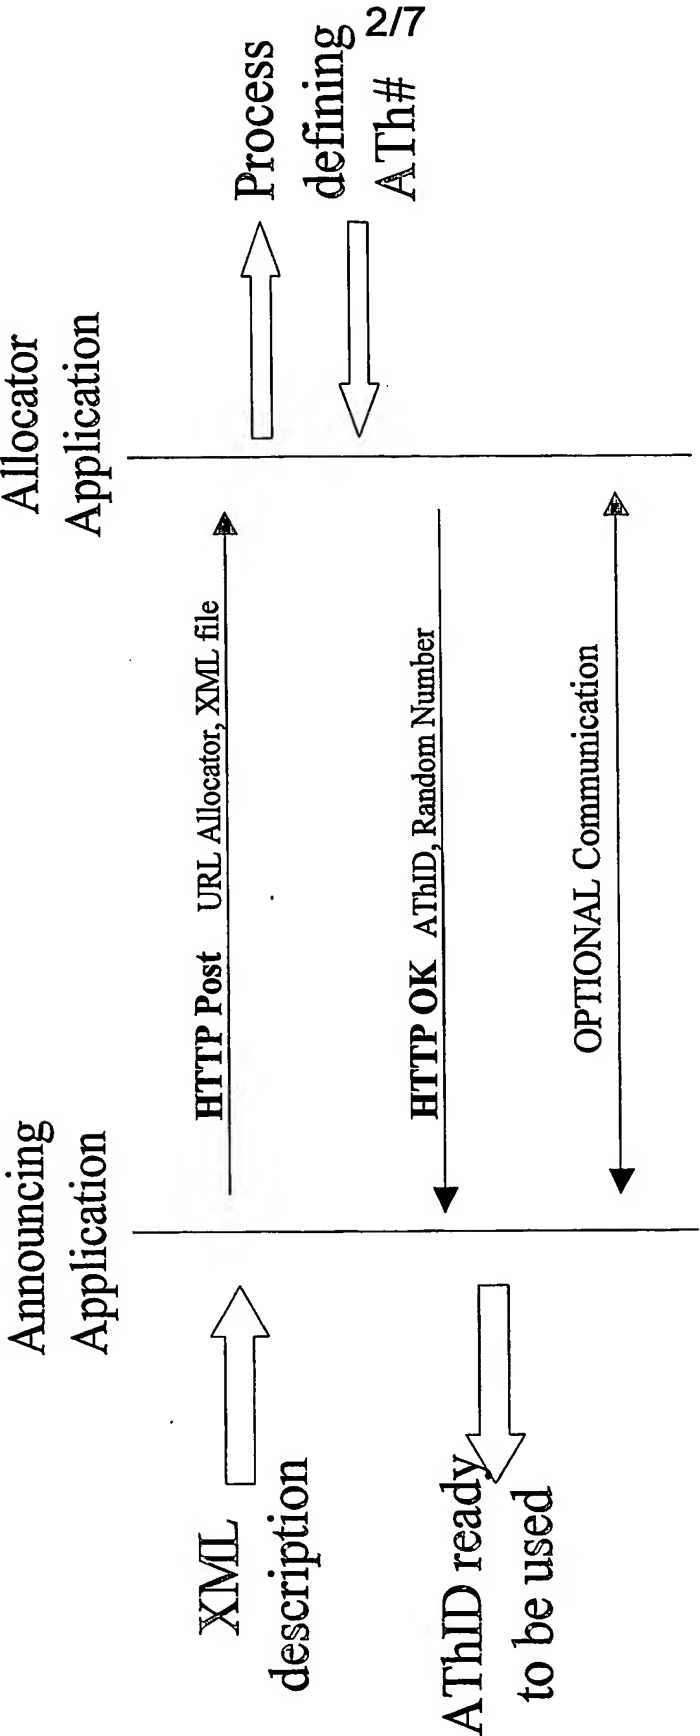 2/7
Announcing
Application
Allocator
Application
XML
description
HTTP Post URL Allocator, XML file
Process
defining
ATh#
HTTP OK AThID, Random Number
AThID ready
to be used
OPTIONAL Communication